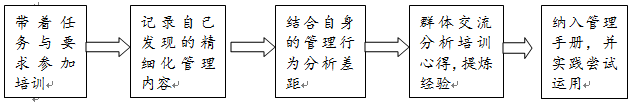 带着任
务与要
求参加
培训
记录自己
发现的精
细化管理
内容
结合自身
的管理行
为分析差
距
群体交流
分析培训
心得,提炼
经验
纳入管理
手册，并
实践尝试
运用